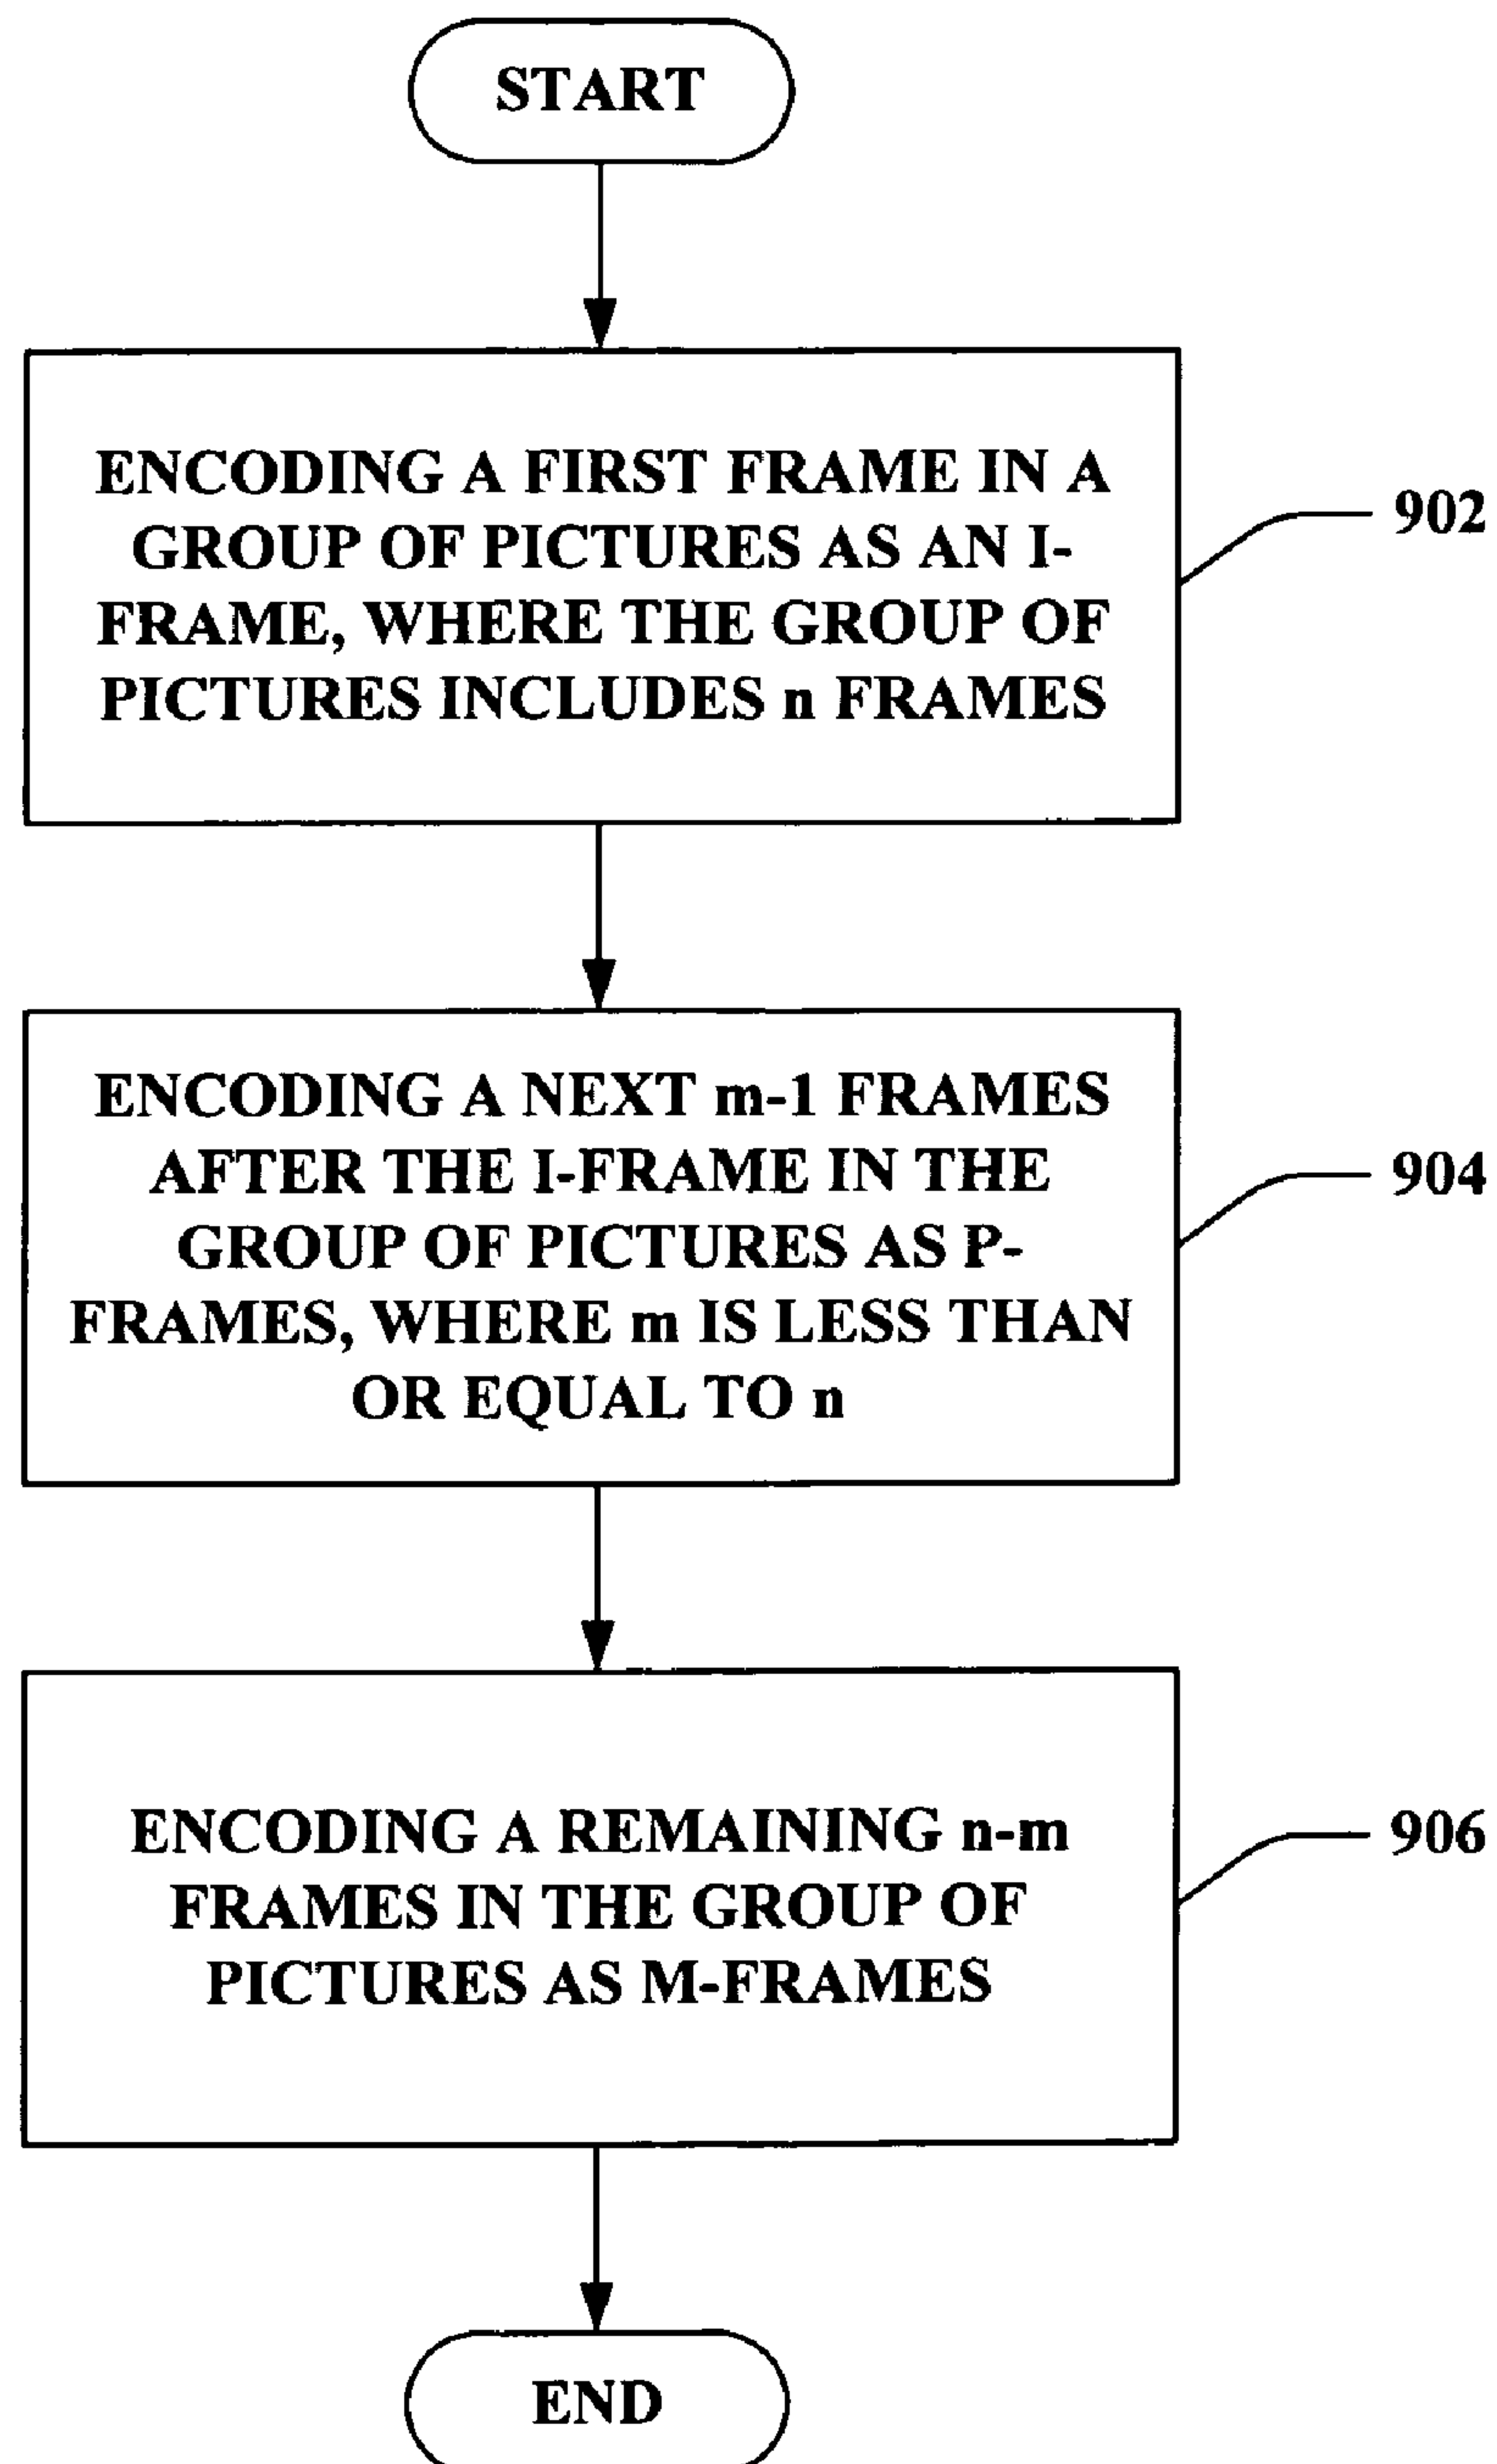 START
ENCODING A FIRST FRAME IN A
GROUP OF PICTURES AS AN I-
FRAME, WHERE THE GROUP OF
PICTURES INCLUDES n FRAMES
902
ENCODING A NEXT m-1 FRAMES
AFTER THE I-FRAME IN THE
GROUP OF PICTURES AS P-
FRAMES, WHERE m IS LESS THAN
OR EQUAL TO n
904
ENCODING A REMAINING n-m
FRAMES IN THE GROUP OF
PICTURES AS M-FRAMES
906
END